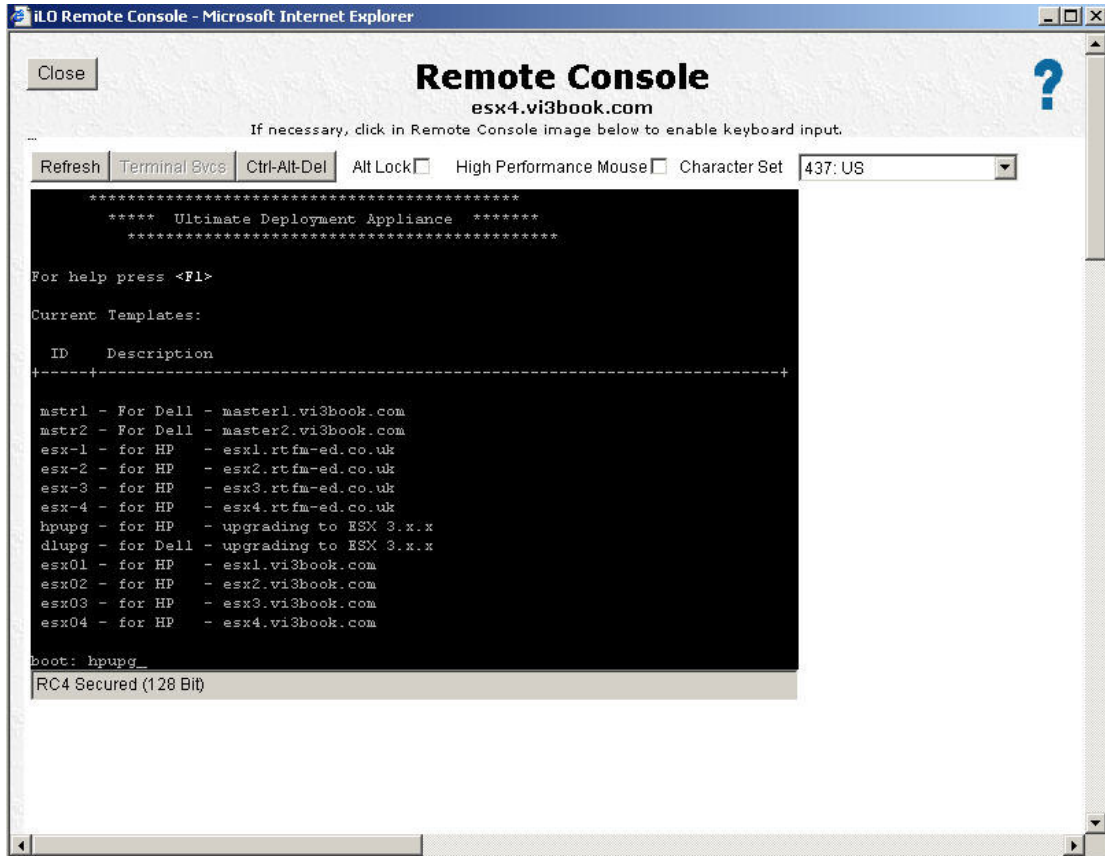 iLO Remote Console - Microsoft Internet Explorer
Close
Remote Console
esx4.vi3book.com
If necessary, click in Remote Console image below to enable keyboard input.
...
Refresh Terminal Svcs Ctrl-Alt-Del Alt Lock High Performance Mouse Character Set 437: US
*********************************************
***** Ultimate Deployment Appliance *******
*********************************************
For help press <F1>
Current Templates:
ID Description
+-----+-----------------------------------------------------------------------+
mstr1 - For Dell - master1.vi3book.com
mstr2 - For Dell - master2.vi3book.com
esx-1 - for HP - esx1.rtfm-ed.co.uk
esx-2 - for HP - esx2.rtfm-ed.co.uk
esx-3 - for HP - esx3.rtfm-ed.co.uk
esx-4 - for HP - esx4.rtfm-ed.co.uk
hpupg - for HP - upgrading to ESX 3.x.x
dlupg - for Dell - upgrading to ESX 3.x.x
esx01 - for HP - esx1.vi3book.com
esx02 - for HP - esx2.vi3book.com
esx03 - for HP - esx3.vi3book.com
esx04 - for HP - esx4.vi3book.com
boot: hpupg_
RC4 Secured (128 Bit)